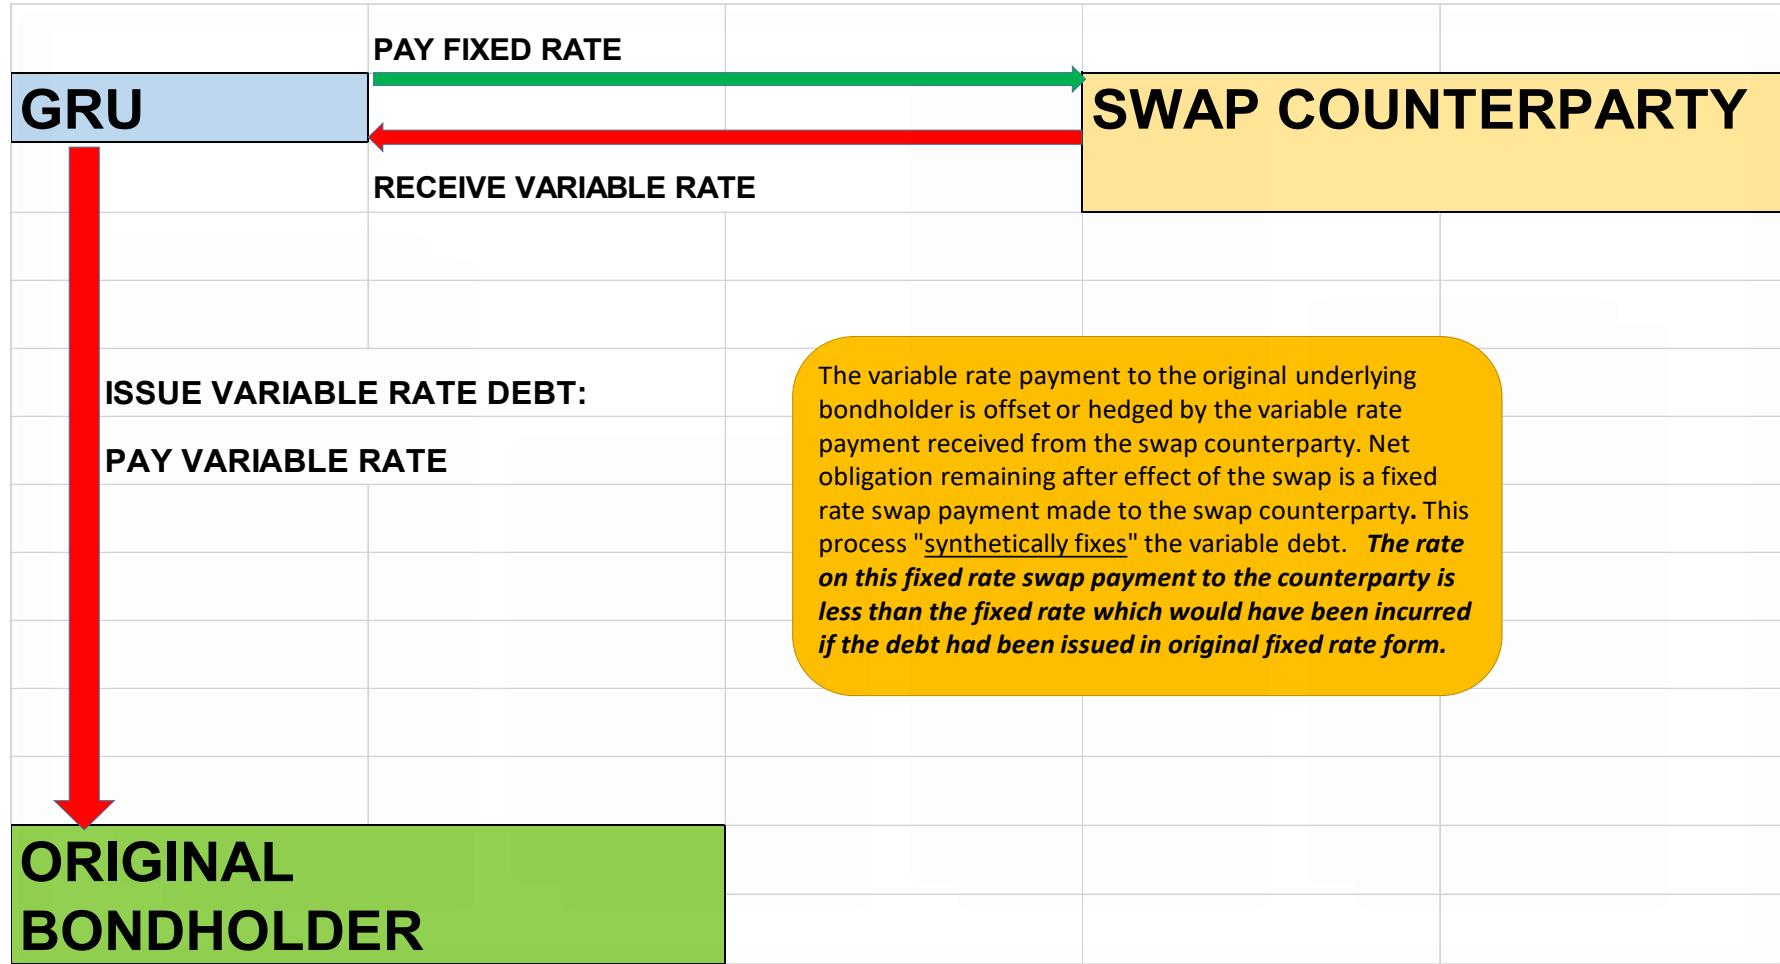 PAY FIXED RATE
GRU
SWAP COUNTERPARTY
RECEIVE VARIABLE RATE
ISSUE VARIABLE RATE DEBT:
PAY VARIABLE RATE
The variable rate payment to the original underlying
bondholder is offset or hedged by the variable rate
payment received from the swap counterparty. Net
obligation remaining after effect of the swap is a fixed
rate swap payment made to the swap counterparty. This
process "synthetically fixes" the variable debt. The rate
on this fixed rate swap payment to the counterparty is
less than the fixed rate which would have been incurred
if the debt had been issued in original fixed rate form.
ORIGINAL
BONDHOLDER